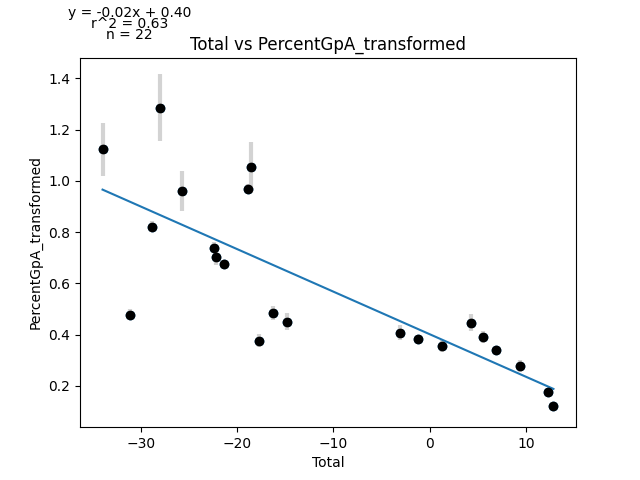 y = -0.02x + 0.40
r^2 = 0.63
n = 22
Total vs PercentGpA_transformed
PercentGpA_transformed
1.4
1.2
1.0
0.8
0.6
0.4
0.2
−30
−20
−10
0
10
Total